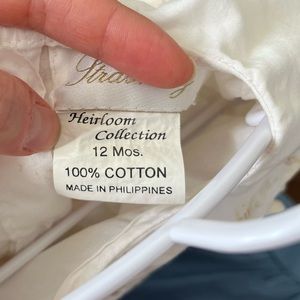 Heirloom
Collection
12 Mos.
100% COTTON
MADE IN PHILIPPINES